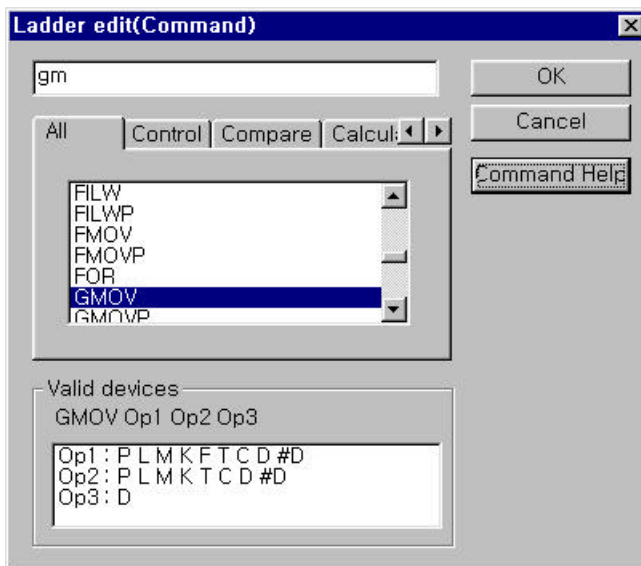 Ladder edit(Command)
gm
OK
Cancel
Command Help
All Control Compare Calcul
FILW
FILWP
FMOV
FMOVP
FOR
GMOV
GMOVP
Valid devices
GMOV Op1 Op2 Op3
Op1 : P L M K F T C D #D
Op2 : P L M K T C D #D
Op3 : D